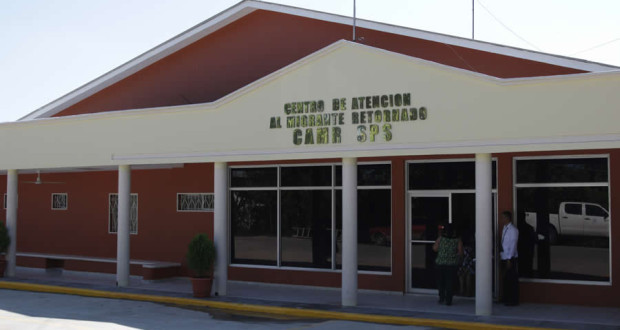 CENTRO DE ATENCION
AL MIGRANTE RETORNADO
CAMR SPS